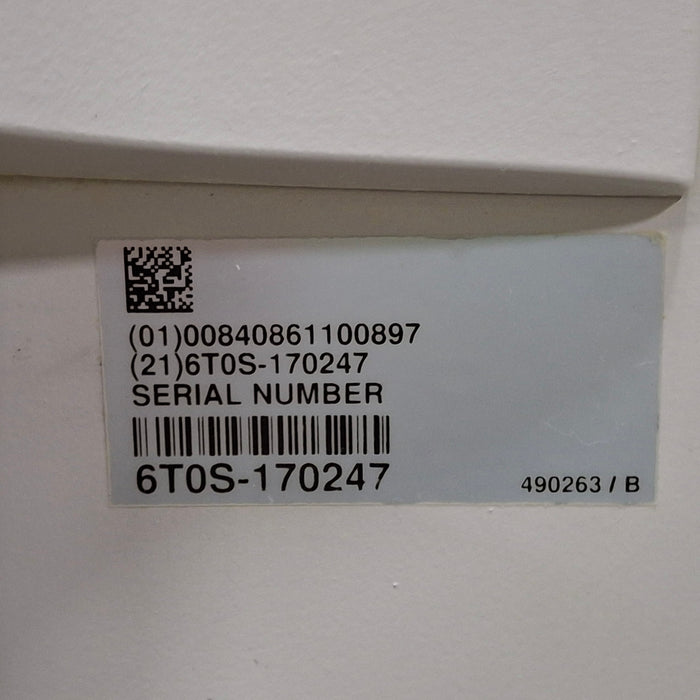 (01)00840861100897
(21)6T0S-170247
SERIAL NUMBER
6T0S-170247
490263 / B